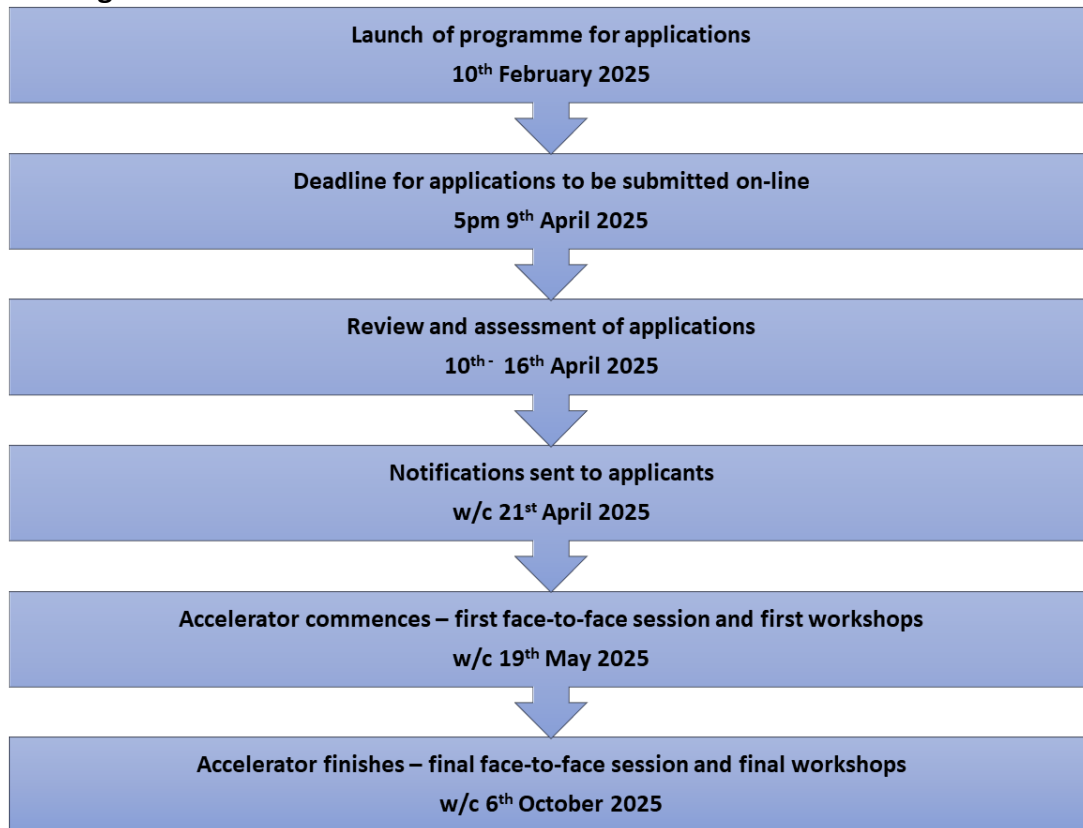 Launch of programme for applications
10th February 2025
Deadline for applications to be submitted on-line
5pm 9th April 2025
Review and assessment of applications
10th - 16th April 2025
Notifications sent to applicants
w/c 21st April 2025
Accelerator commences – first face-to-face session and first workshops
w/c 19th May 2025
Accelerator finishes – final face-to-face session and final workshops
w/c 6th October 2025